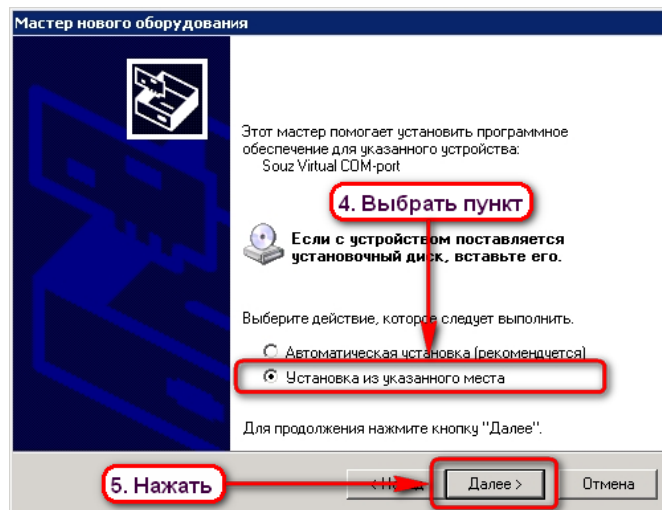 Мастер нового оборудования
Этот мастер помогает установить программное
обеспечение для указанного устройства:
Souz Virtual COM-port
4. Выбрать пункт
Если с устройством поставляется
установочный диск, вставьте его.
Выберите действие, которое следует выполнить.
Автоматическая установка (рекомендуется)
Установка из указанного места
Для продолжения нажмите кнопку "Далее".
5. Нажать
Далее >
Отмена